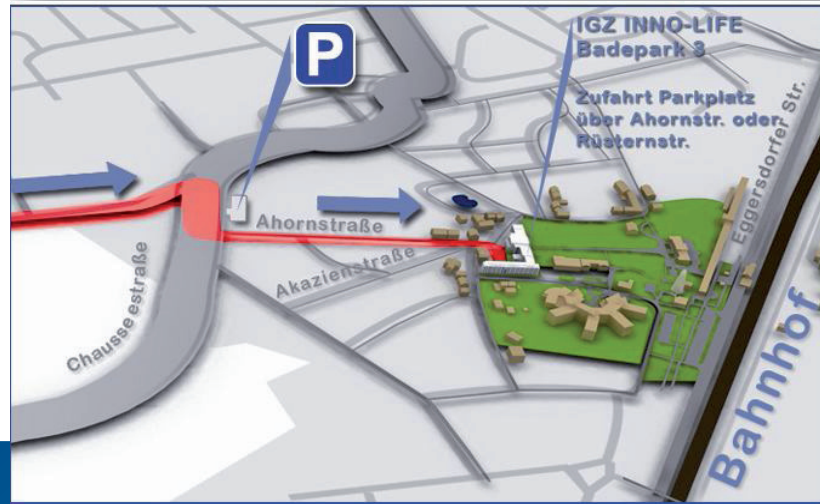 P
IGZ INNO-LIFE
Badepark 3
Zufahrt Parkplatz
über Ahornstr. oder
Rüsternstr.
Eggersdorfer Str.
Ahornstraße
Akazienstraße
Chausseestraße
Bahnhof